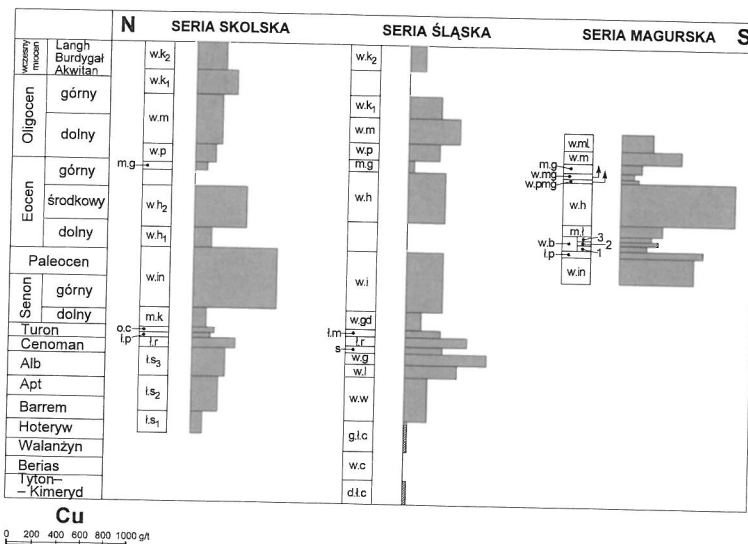 N SERIA SKOLSKA SERIA ŚLĄSKA SERIA MAGURSKA S
wczesny miocen
Langh
Burdygał
Akwitan
Oligocen
górny
dolny
Eocen
górny
środkowy
dolny
Paleocen
Senon
górny
dolny
Turon
Cenoman
Alb
Apt
Barrem
Hoteryw
Walanżyn
Berias
Tyton–
– Kimeryd
w.k₂
w.k₁
w.m
w.p
m.g
w.h₂
w.h₁
w.in
m.k
o.c
ł.p
ł.r
ł.s₃
ł.s₂
ł.s₁
w.k₂
w.k₁
w.m
w.p
m.g
w.h
w.i
w.gd
ł.m
ł.r
s
w.g
w.l
w.w
g.ł.c
w.c
d.ł.c
w.ml
w.m
m.g
w.mg
w.pmg
w.h
m.ł
w.b
3
2
1
ł.p
w.in
Cu
0 200 400 600 800 1000 g/t